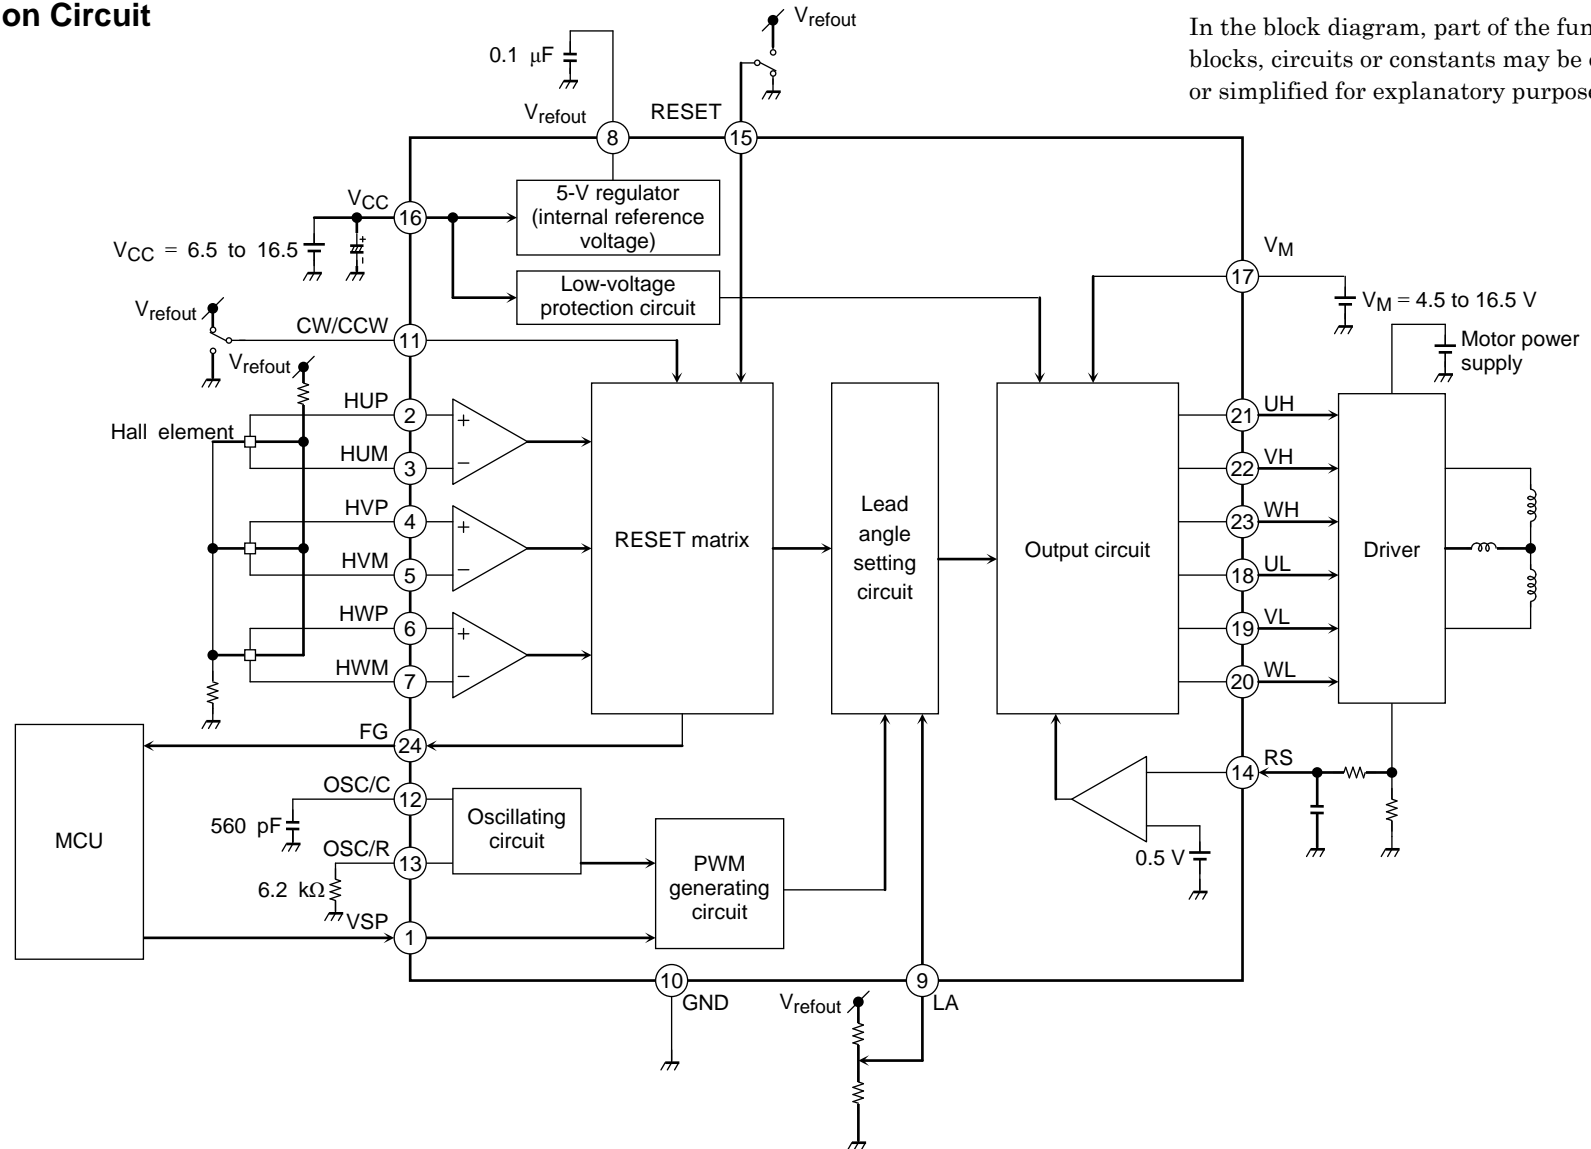 on Circuit
In the block diagram, part of the fun
blocks, circuits or constants may be
or simplified for explanatory purpose
Vrefout
0.1 μF
Vrefout
RESET
8
15
5-V regulator
(internal reference
voltage)
VCC
16
VCC = 6.5 to 16.5
Low-voltage
protection circuit
VM
17
VM = 4.5 to 16.5 V
Motor power
supply
Vrefout
CW/CCW
11
Vrefout
Hall element
HUP
2
+
HUM
3
−
HVP
4
+
HVM
5
−
HWP
6
+
HWM
7
−
RESET matrix
Lead
angle
setting
circuit
Output circuit
21
UH
22
VH
23
WH
18
UL
19
VL
20
WL
Driver
FG
24
14
RS
0.5 V
MCU
OSC/C
12
560 pF
OSC/R
13
6.2 kΩ
Oscillating
circuit
PWM
generating
circuit
VSP
1
10
GND
9
LA
Vrefout